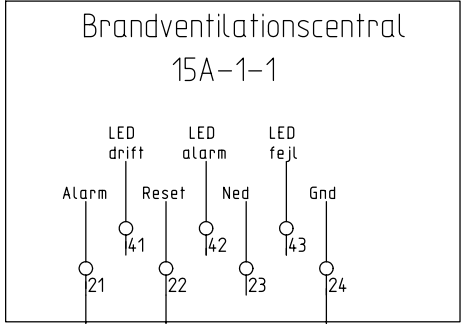 Brandventilationscentral
15A-1-1
LED LED LED
drift alarm fejl
Alarm Reset Ned Gnd
41 42 43
21 22 23 24